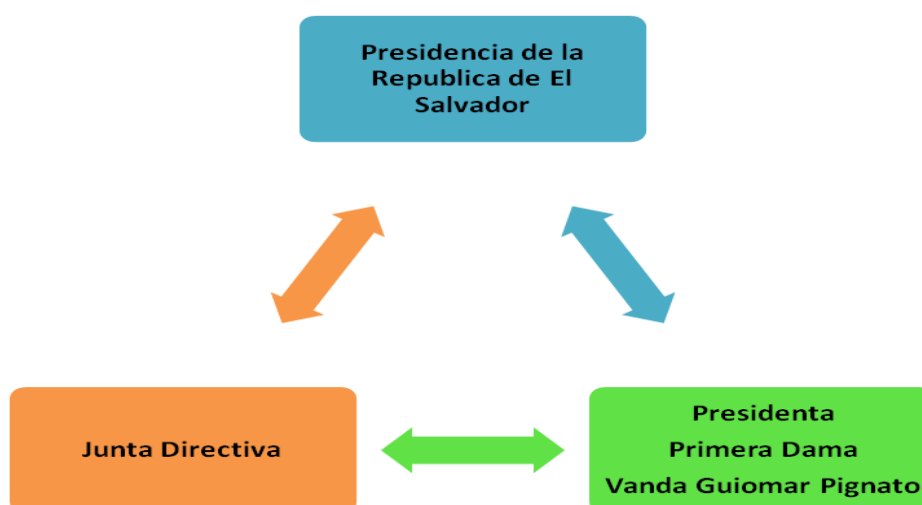 Presidencia de la
Republica de El
Salvador
Junta Directiva
Presidenta
Primera Dama
Vanda Guiomar Pignato